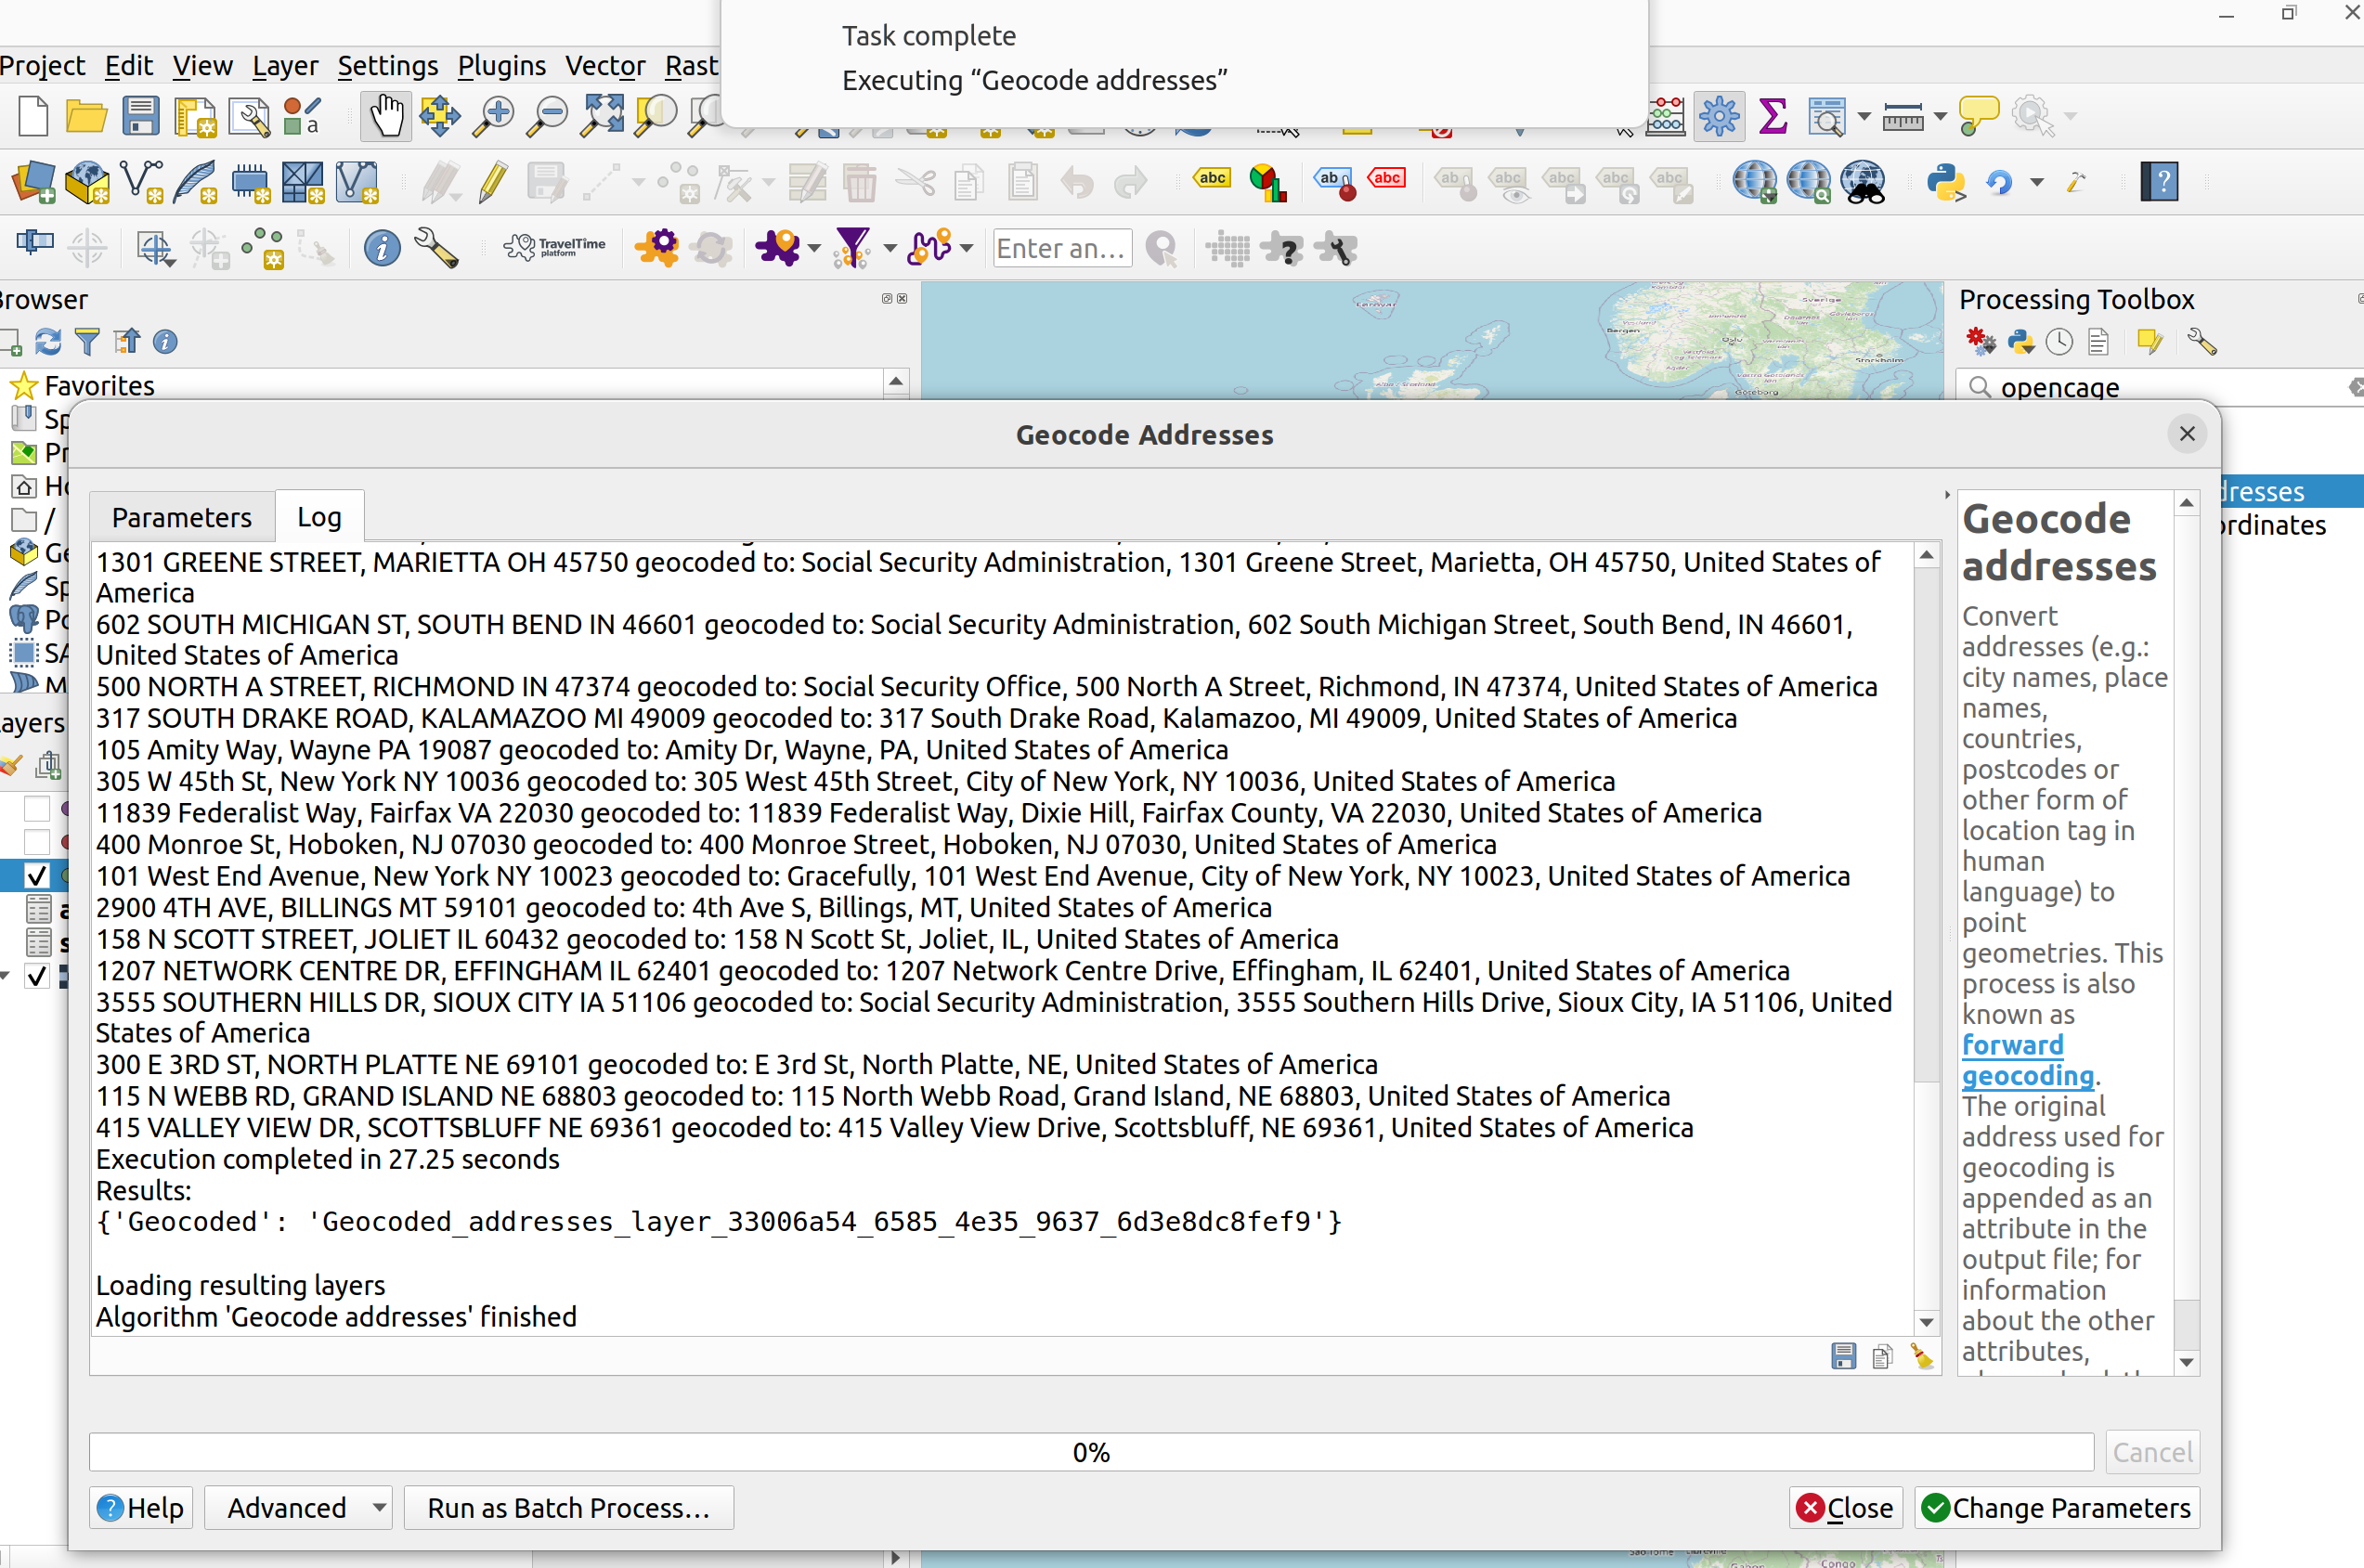 Task complete
Executing “Geocode addresses”
Project Edit View Layer Settings Plugins Vector Rast
TravelTime platform
Enter an...
Browser
Favorites
Processing Toolbox
opencage
Geocode Addresses
Parameters
Log
1301 GREENE STREET, MARIETTA OH 45750 geocoded to: Social Security Administration, 1301 Greene Street, Marietta, OH 45750, United States of
America
602 SOUTH MICHIGAN ST, SOUTH BEND IN 46601 geocoded to: Social Security Administration, 602 South Michigan Street, South Bend, IN 46601,
United States of America
500 NORTH A STREET, RICHMOND IN 47374 geocoded to: Social Security Office, 500 North A Street, Richmond, IN 47374, United States of America
317 SOUTH DRAKE ROAD, KALAMAZOO MI 49009 geocoded to: 317 South Drake Road, Kalamazoo, MI 49009, United States of America
105 Amity Way, Wayne PA 19087 geocoded to: Amity Dr, Wayne, PA, United States of America
305 W 45th St, New York NY 10036 geocoded to: 305 West 45th Street, City of New York, NY 10036, United States of America
11839 Federalist Way, Fairfax VA 22030 geocoded to: 11839 Federalist Way, Dixie Hill, Fairfax County, VA 22030, United States of America
400 Monroe St, Hoboken, NJ 07030 geocoded to: 400 Monroe Street, Hoboken, NJ 07030, United States of America
101 West End Avenue, New York NY 10023 geocoded to: Gracefully, 101 West End Avenue, City of New York, NY 10023, United States of America
2900 4TH AVE, BILLINGS MT 59101 geocoded to: 4th Ave S, Billings, MT, United States of America
158 N SCOTT STREET, JOLIET IL 60432 geocoded to: 158 N Scott St, Joliet, IL, United States of America
1207 NETWORK CENTRE DR, EFFINGHAM IL 62401 geocoded to: 1207 Network Centre Drive, Effingham, IL 62401, United States of America
3555 SOUTHERN HILLS DR, SIOUX CITY IA 51106 geocoded to: Social Security Administration, 3555 Southern Hills Drive, Sioux City, IA 51106, United
States of America
300 E 3RD ST, NORTH PLATTE NE 69101 geocoded to: E 3rd St, North Platte, NE, United States of America
115 N WEBB RD, GRAND ISLAND NE 68803 geocoded to: 115 North Webb Road, Grand Island, NE 68803, United States of America
415 VALLEY VIEW DR, SCOTTSBLUFF NE 69361 geocoded to: 415 Valley View Drive, Scottsbluff, NE 69361, United States of America
Execution completed in 27.25 seconds
Results:
{'Geocoded': 'Geocoded_addresses_layer_33006a54_6585_4e35_9637_6d3e8dc8fef9'}
Loading resulting layers
Algorithm 'Geocode addresses' finished
Geocode
addresses
Convert
addresses (e.g.:
city names, place
names,
countries,
postcodes or
other form of
location tag in
human
language) to
point
geometries. This
process is also
known as
forward
geocoding.
The original
address used for
geocoding is
appended as an
attribute in the
output file; for
information
about the other
attributes,
dresses
ordinates
ayers
0%
Cancel
Help
Advanced
Run as Batch Process...
Close
Change Parameters